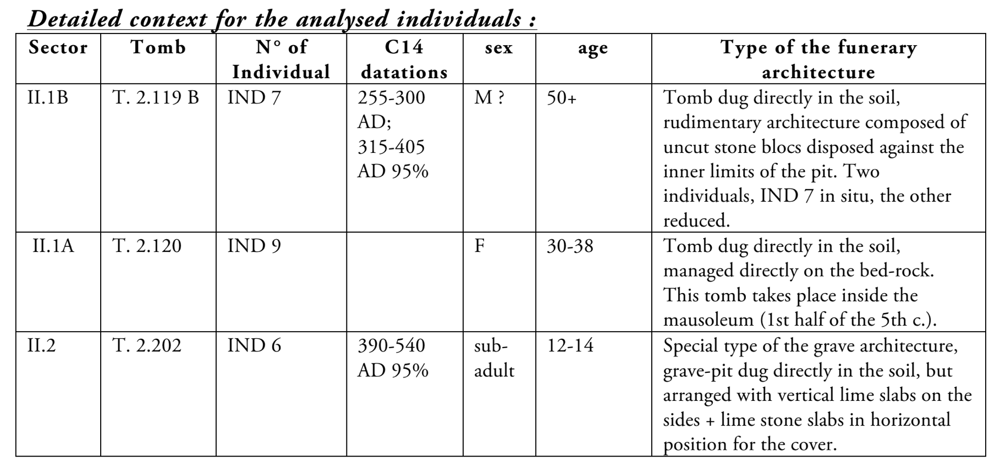 Detailed context for the analysed individuals :
Sector Tomb N° of Individual C14 datations sex age Type of the funerary architecture
II.1B T. 2.119 B IND 7 255-300 M ? 50+ Tomb dug directly in the soil,
AD; rudimentary architecture composed of
315-405 uncut stone blocs disposed against the
AD 95% inner limits of the pit. Two
individuals, IND 7 in situ, the other
reduced.
II.1A T. 2.120 IND 9 F 30-38 Tomb dug directly in the soil,
managed directly on the bed-rock.
This tomb takes place inside the
mausoleum (1st half of the 5th c.).
II.2 T. 2.202 IND 6 390-540 sub- 12-14 Special type of the grave architecture,
AD 95% adult grave-pit dug directly in the soil, but
arranged with vertical lime slabs on the
sides + lime stone slabs in horizontal
position for the cover.